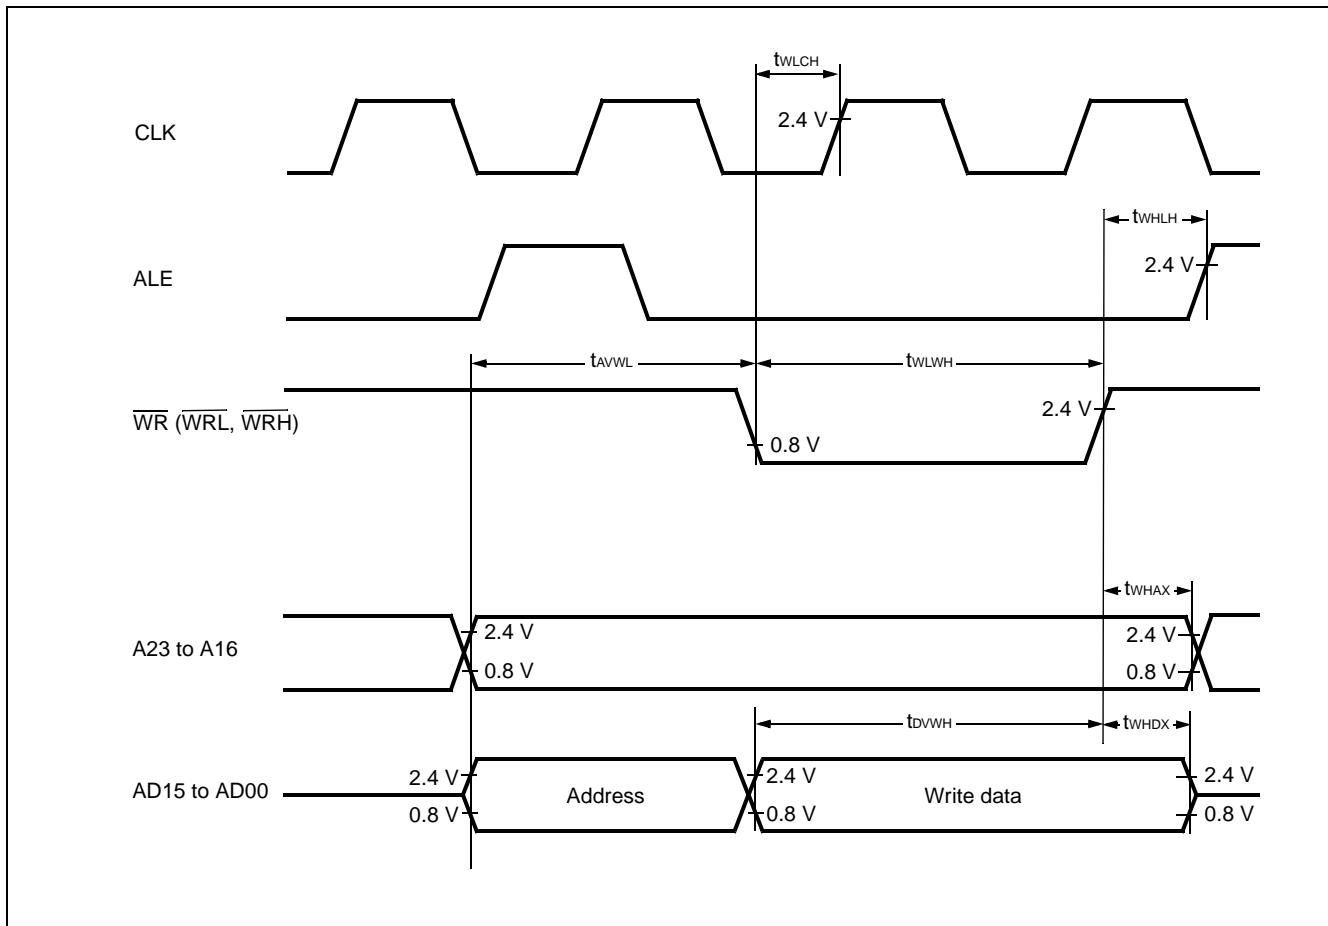 tWLCH
CLK
2.4 V
tWHLH
ALE
2.4 V
tAVWL
tWLWH
WR (WRL, WRH)
2.4 V
0.8 V
tWHAX
A23 to A16
2.4 V
2.4 V
0.8 V
0.8 V
tDVWH
tWHDX
AD15 to AD00
2.4 V
2.4 V
2.4 V
Address
Write data
0.8 V
0.8 V
0.8 V